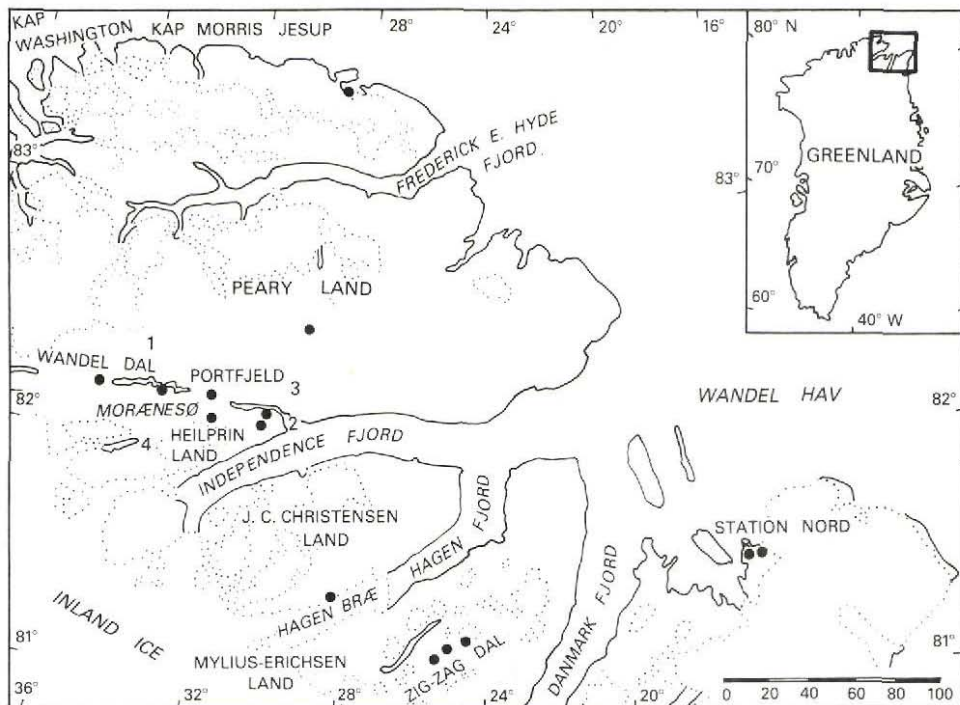 KAP
WASHINGTON KAP MORRIS JESUP
28°
24°
20°
80° N
83°
FREDERICK E. HYDE
FJORD
GREENLAND
70°
83°
60°
40° W
PEARY LAND
1
WANDEL DAL
PORTFJELD
3
82°
MORÆNESØ
2
4
HEILPRIN
LAND
INDEPENDENCE FJORD
WANDEL HAV
82°
J. C. CHRISTENSEN
LAND
HAGEN FJORD
STATION NORD
INLAND ICE
HAGEN BRÆ
DANMARK FJORD
81°
MYLIUS-ERICHSEN
LAND
ZIG-ZAG DAL
81°
36°
32°
28°
24°
20°
0 20 40 60 80 100